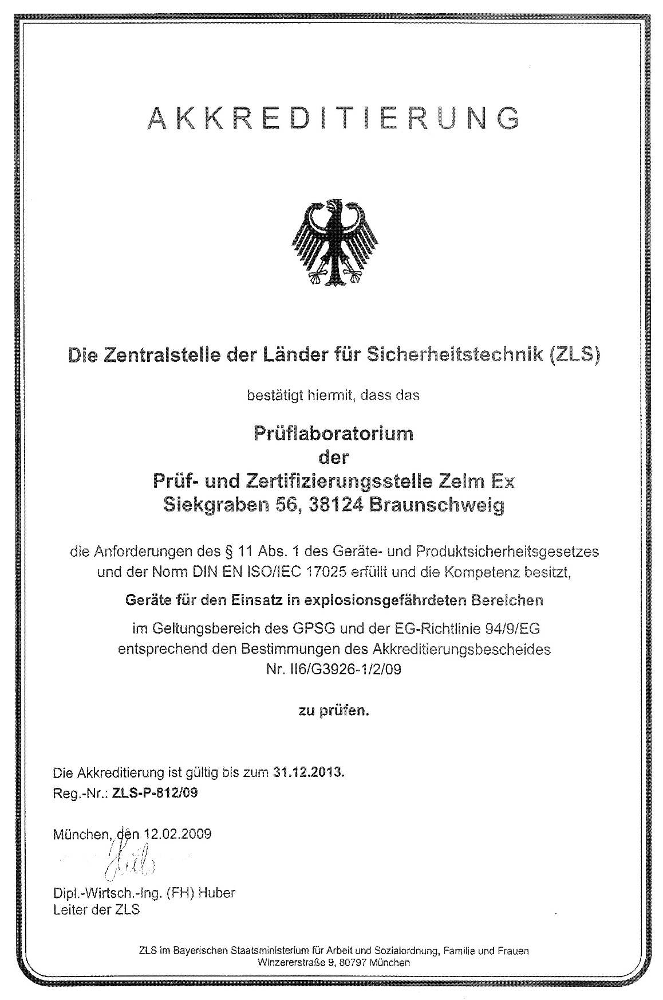 AKKREDITIERUNG
Die Zentralstelle der Länder für Sicherheitstechnik (ZLS)
bestätigt hiermit, dass das
Prüflaboratorium
der
Prüf- und Zertifizierungsstelle Zelm Ex
Siekgraben 56, 38124 Braunschweig
die Anforderungen des § 11 Abs. 1 des Geräte- und Produktsicherheitsgesetzes
und der Norm DIN EN ISO/IEC 17025 erfüllt und die Kompetenz besitzt,
Geräte für den Einsatz in explosionsgefährdeten Bereichen
im Geltungsbereich des GPSG und der EG-Richtlinie 94/9/EG
entsprechend den Bestimmungen des Akkreditierungsbescheides
Nr. II6/G3926-1/2/09
zu prüfen.
Die Akkreditierung ist gültig bis zum 31.12.2013.
Reg.-Nr.: ZLS-P-812/09
München, den 12.02.2009
Dipl.-Wirtsch.-Ing. (FH) Huber
Leiter der ZLS
ZLS im Bayerischen Staatsministerium für Arbeit und Sozialordnung, Familie und Frauen
Winzererstraße 9, 80797 München